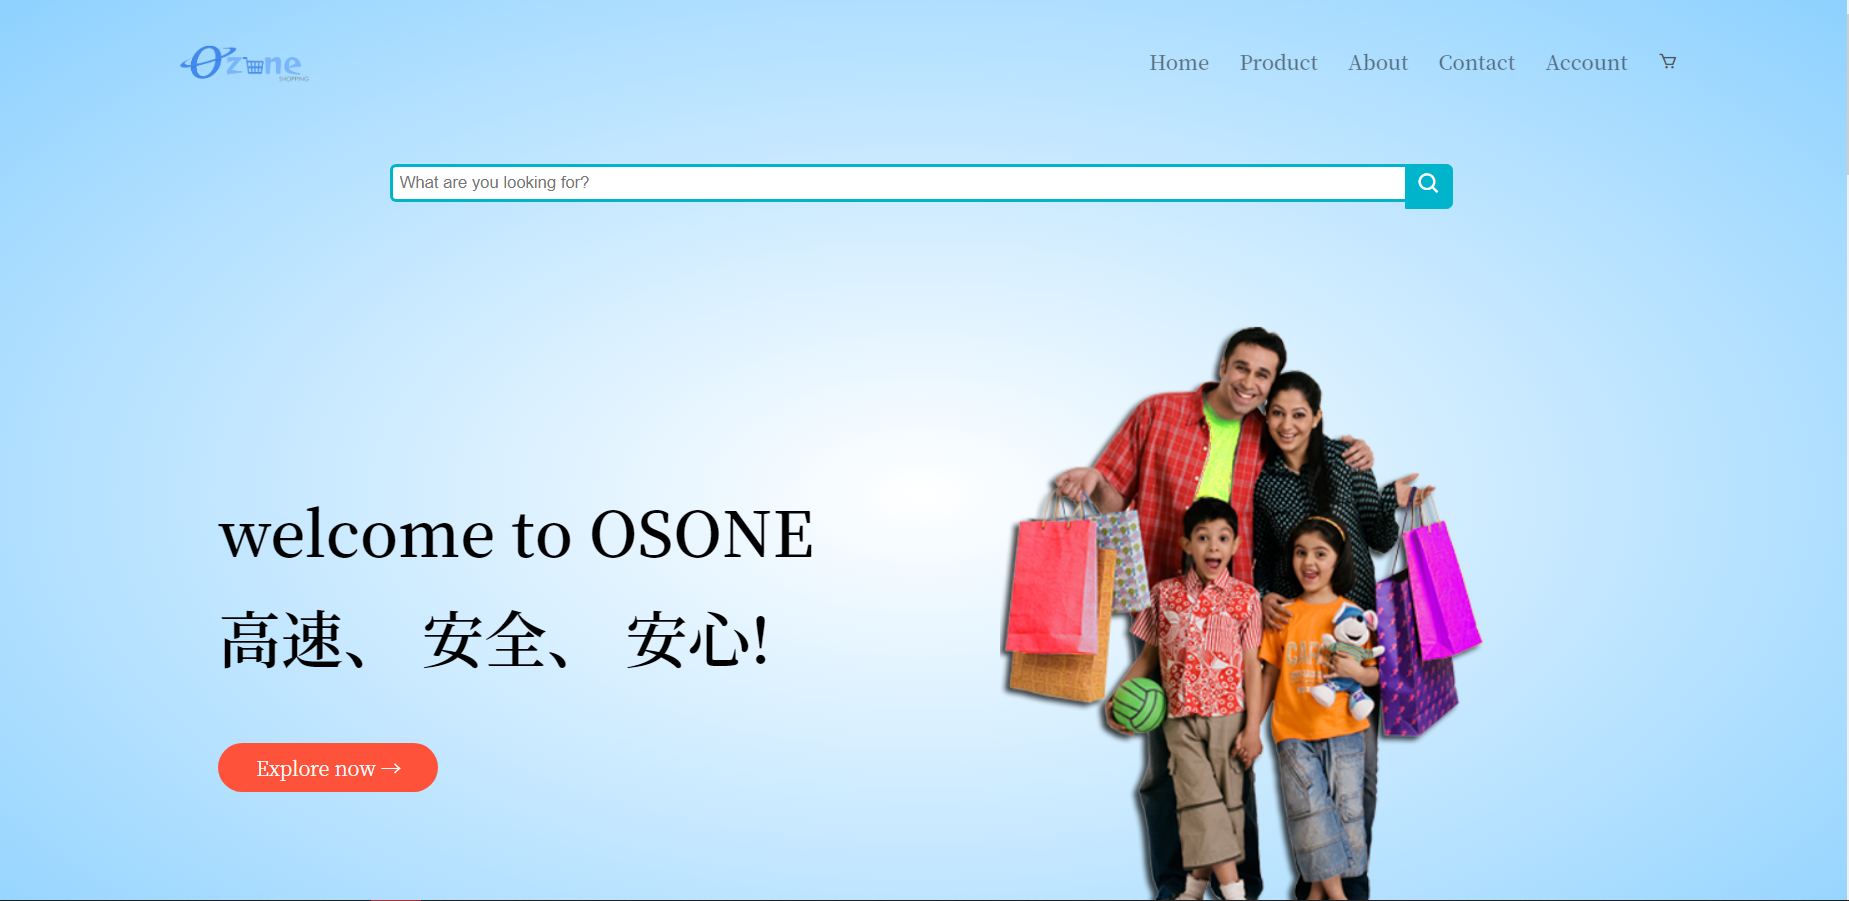 Ozone
SHOPPING
Home Product About Contact Account
What are you looking for?
welcome to OSONE
高速、 安全、 安心!
Explore now →